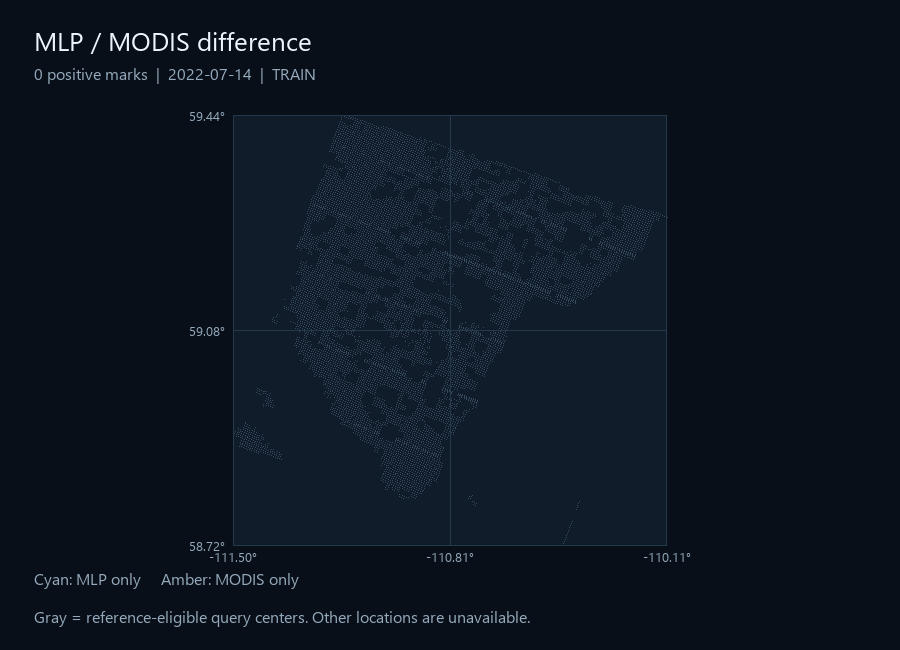 MLP / MODIS difference
0 positive marks | 2022-07-14 | TRAIN
59.44°
59.08°
58.72°
-111.50° -110.81° -110.11°
Cyan: MLP only Amber: MODIS only
Gray = reference-eligible query centers. Other locations are unavailable.